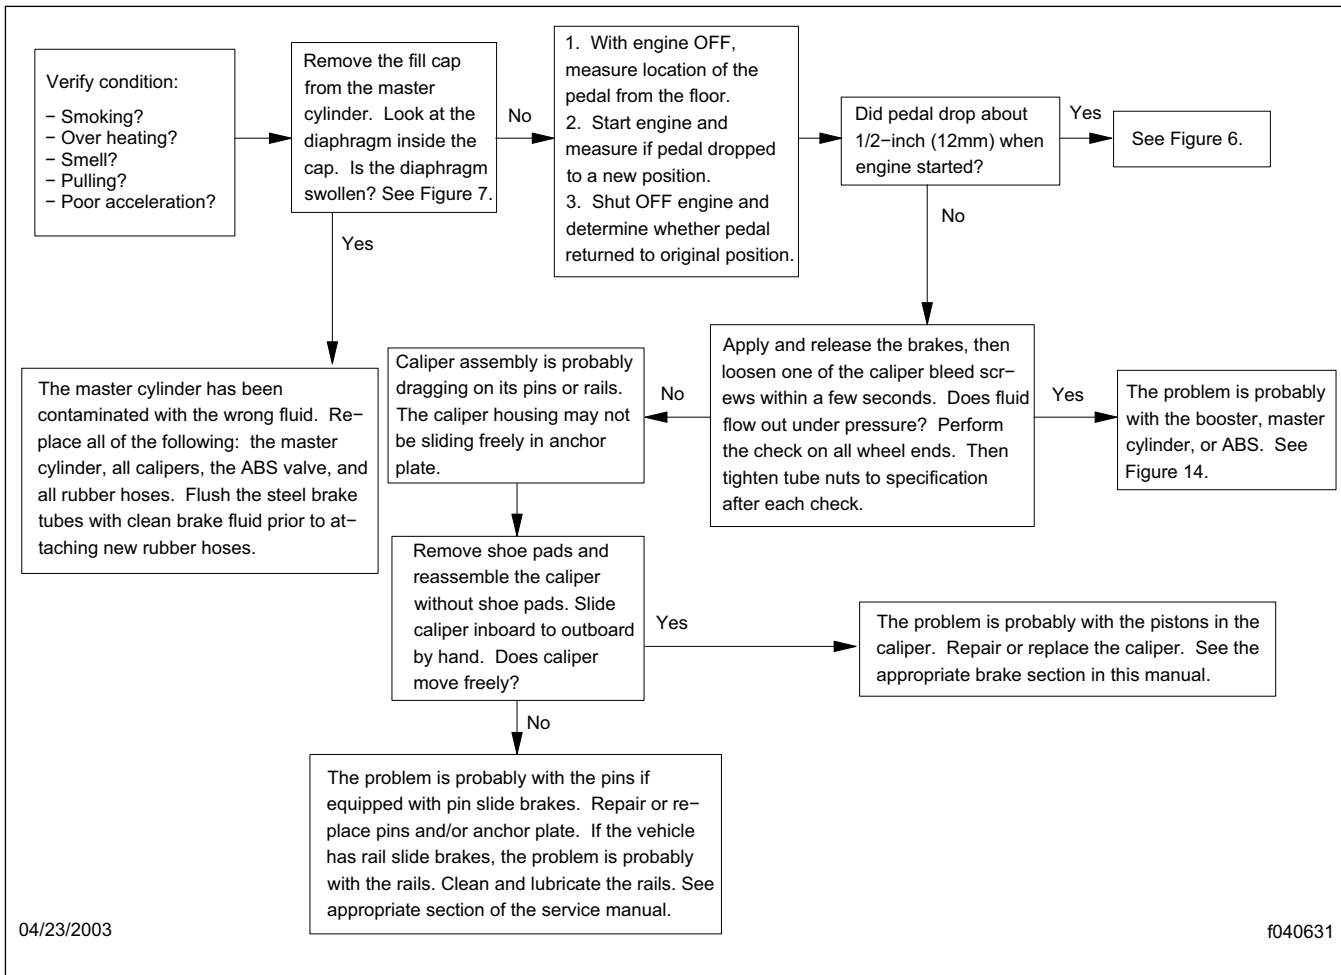 Verify condition:
− Smoking?
− Over heating?
− Smell?
− Pulling?
− Poor acceleration?
Remove the fill cap
from the master
cylinder. Look at the
diaphragm inside the
cap. Is the diaphragm
swollen? See Figure 7.
No
Yes
1. With engine OFF,
measure location of the
pedal from the floor.
2. Start engine and
measure if pedal dropped
to a new position.
3. Shut OFF engine and
determine whether pedal
returned to original position.
Did pedal drop about
1/2−inch (12mm) when
engine started?
Yes
See Figure 6.
No
The master cylinder has been
contaminated with the wrong fluid. Re−
place all of the following: the master
cylinder, all calipers, the ABS valve, and
all rubber hoses. Flush the steel brake
tubes with clean brake fluid prior to at−
taching new rubber hoses.
Caliper assembly is probably
dragging on its pins or rails.
The caliper housing may not
be sliding freely in anchor
plate.
No
Apply and release the brakes, then
loosen one of the caliper bleed scr−
ews within a few seconds. Does fluid
flow out under pressure? Perform
the check on all wheel ends. Then
tighten tube nuts to specification
after each check.
Yes
The problem is probably
with the booster, master
cylinder, or ABS. See
Figure 14.
Remove shoe pads and
reassemble the caliper
without shoe pads. Slide
caliper inboard to outboard
by hand. Does caliper
move freely?
Yes
The problem is probably with the pistons in the
caliper. Repair or replace the caliper. See the
appropriate brake section in this manual.
No
The problem is probably with the pins if
equipped with pin slide brakes. Repair or re−
place pins and/or anchor plate. If the vehicle
has rail slide brakes, the problem is probably
with the rails. Clean and lubricate the rails. See
appropriate section of the service manual.
04/23/2003
f040631